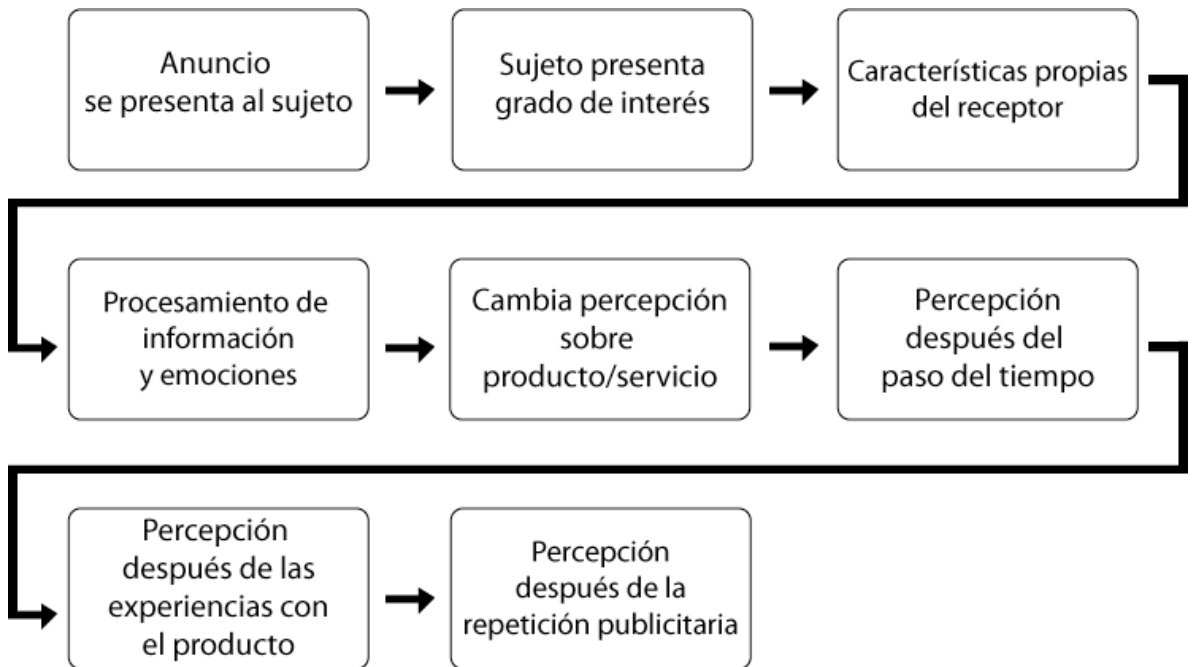 Anuncio
se presenta al sujeto
Sujeto presenta
grado de interés
Característícas propias
del receptor
Procesamiento de
información
y emociones
Cambia percepción
sobre
producto/servicio
Percepción
después del
paso del tiempo
Percepción
después de las
experiencias con
el producto
Percepción
después de la
repetición publicitaria